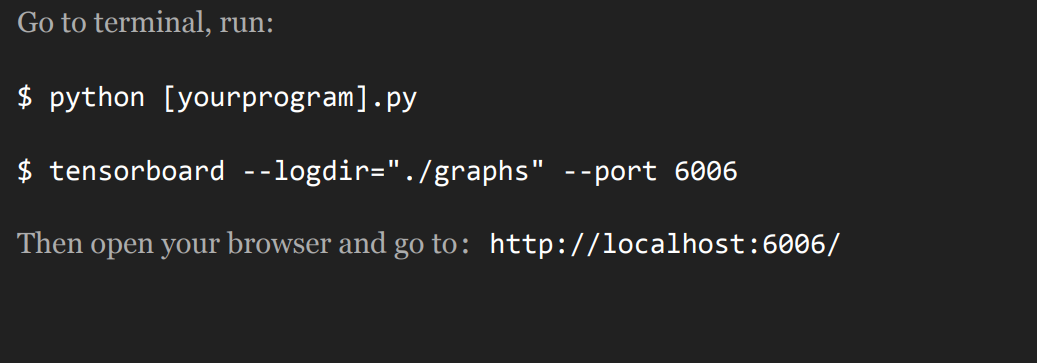 Go to terminal, run:
$ python [yourprogram].py
$ tensorboard --logdir="./graphs" --port 6006
Then open your browser and go to: http://localhost:6006/